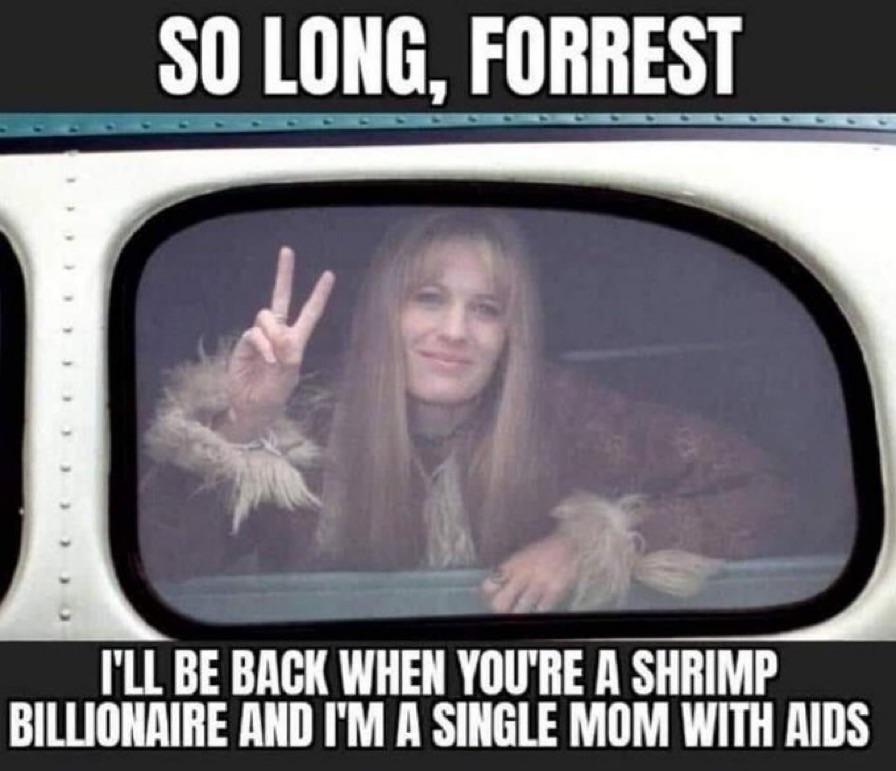 SO LONG, FORREST
I'LL BE BACK WHEN YOU'RE A SHRIMP
BILLIONAIRE AND I'M A SINGLE MOM WITH AIDS